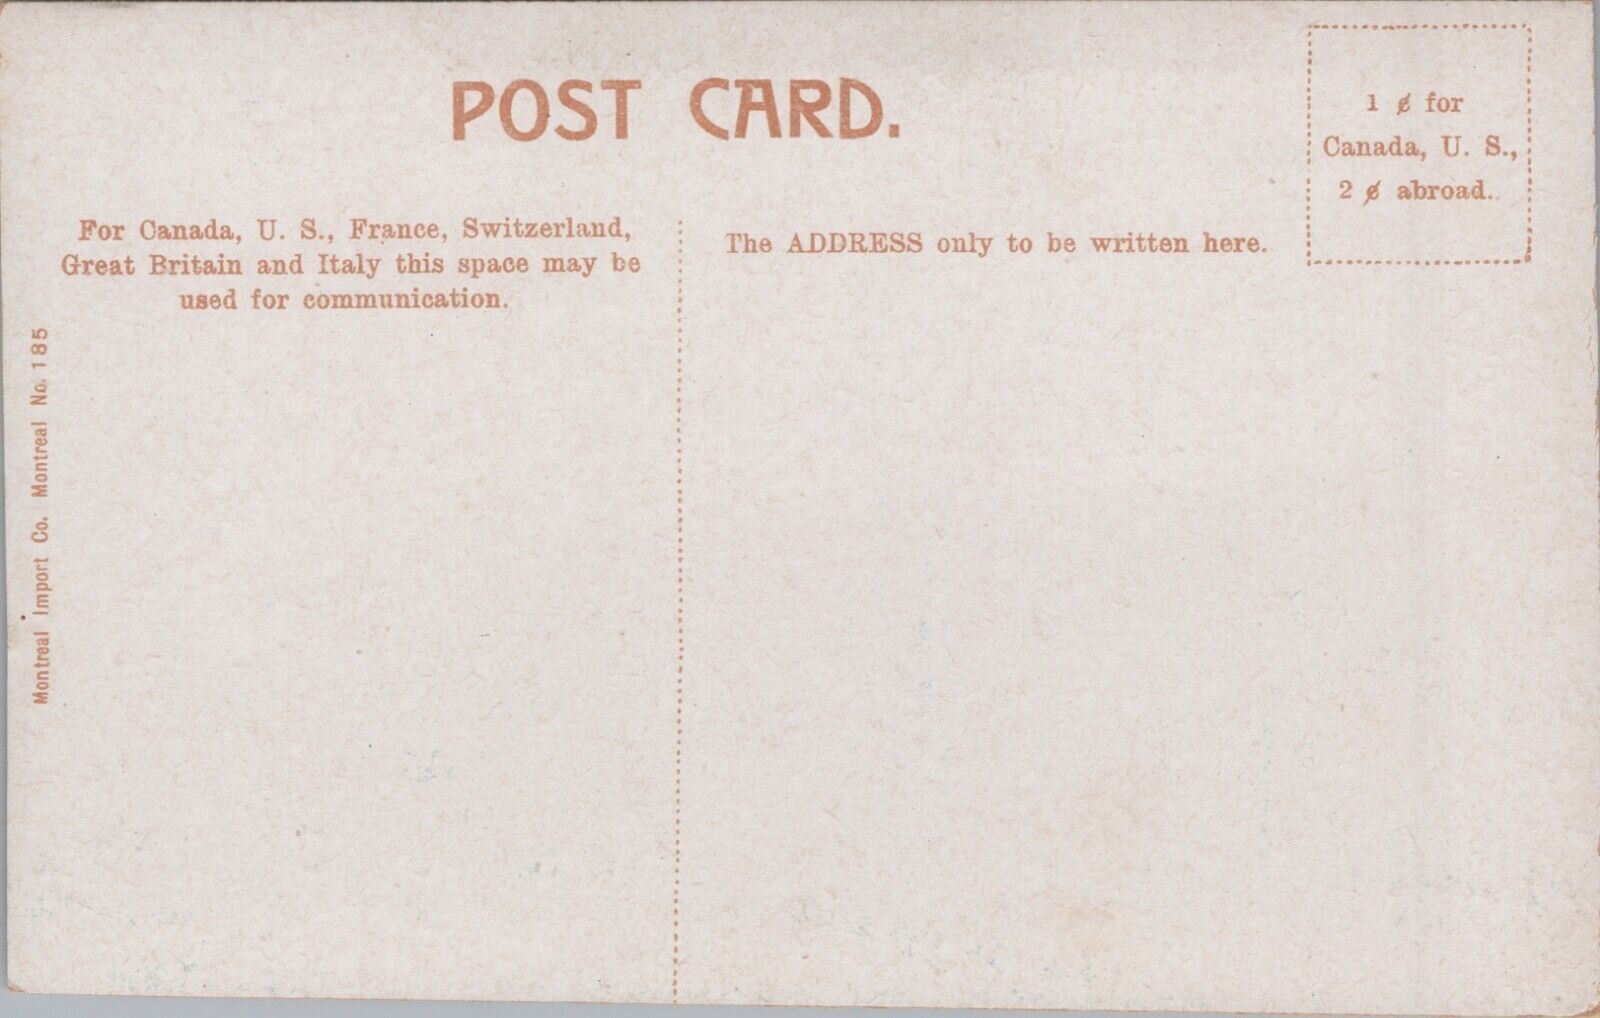 POST CARD.
1 ¢ for
Canada, U. S.,
2 ¢ abroad.
For Canada, U. S., France, Switzerland,
Great Britain and Italy this space may be
used for communication.
The ADDRESS only to be written here.
Montreal Import Co. Montreal No. 185